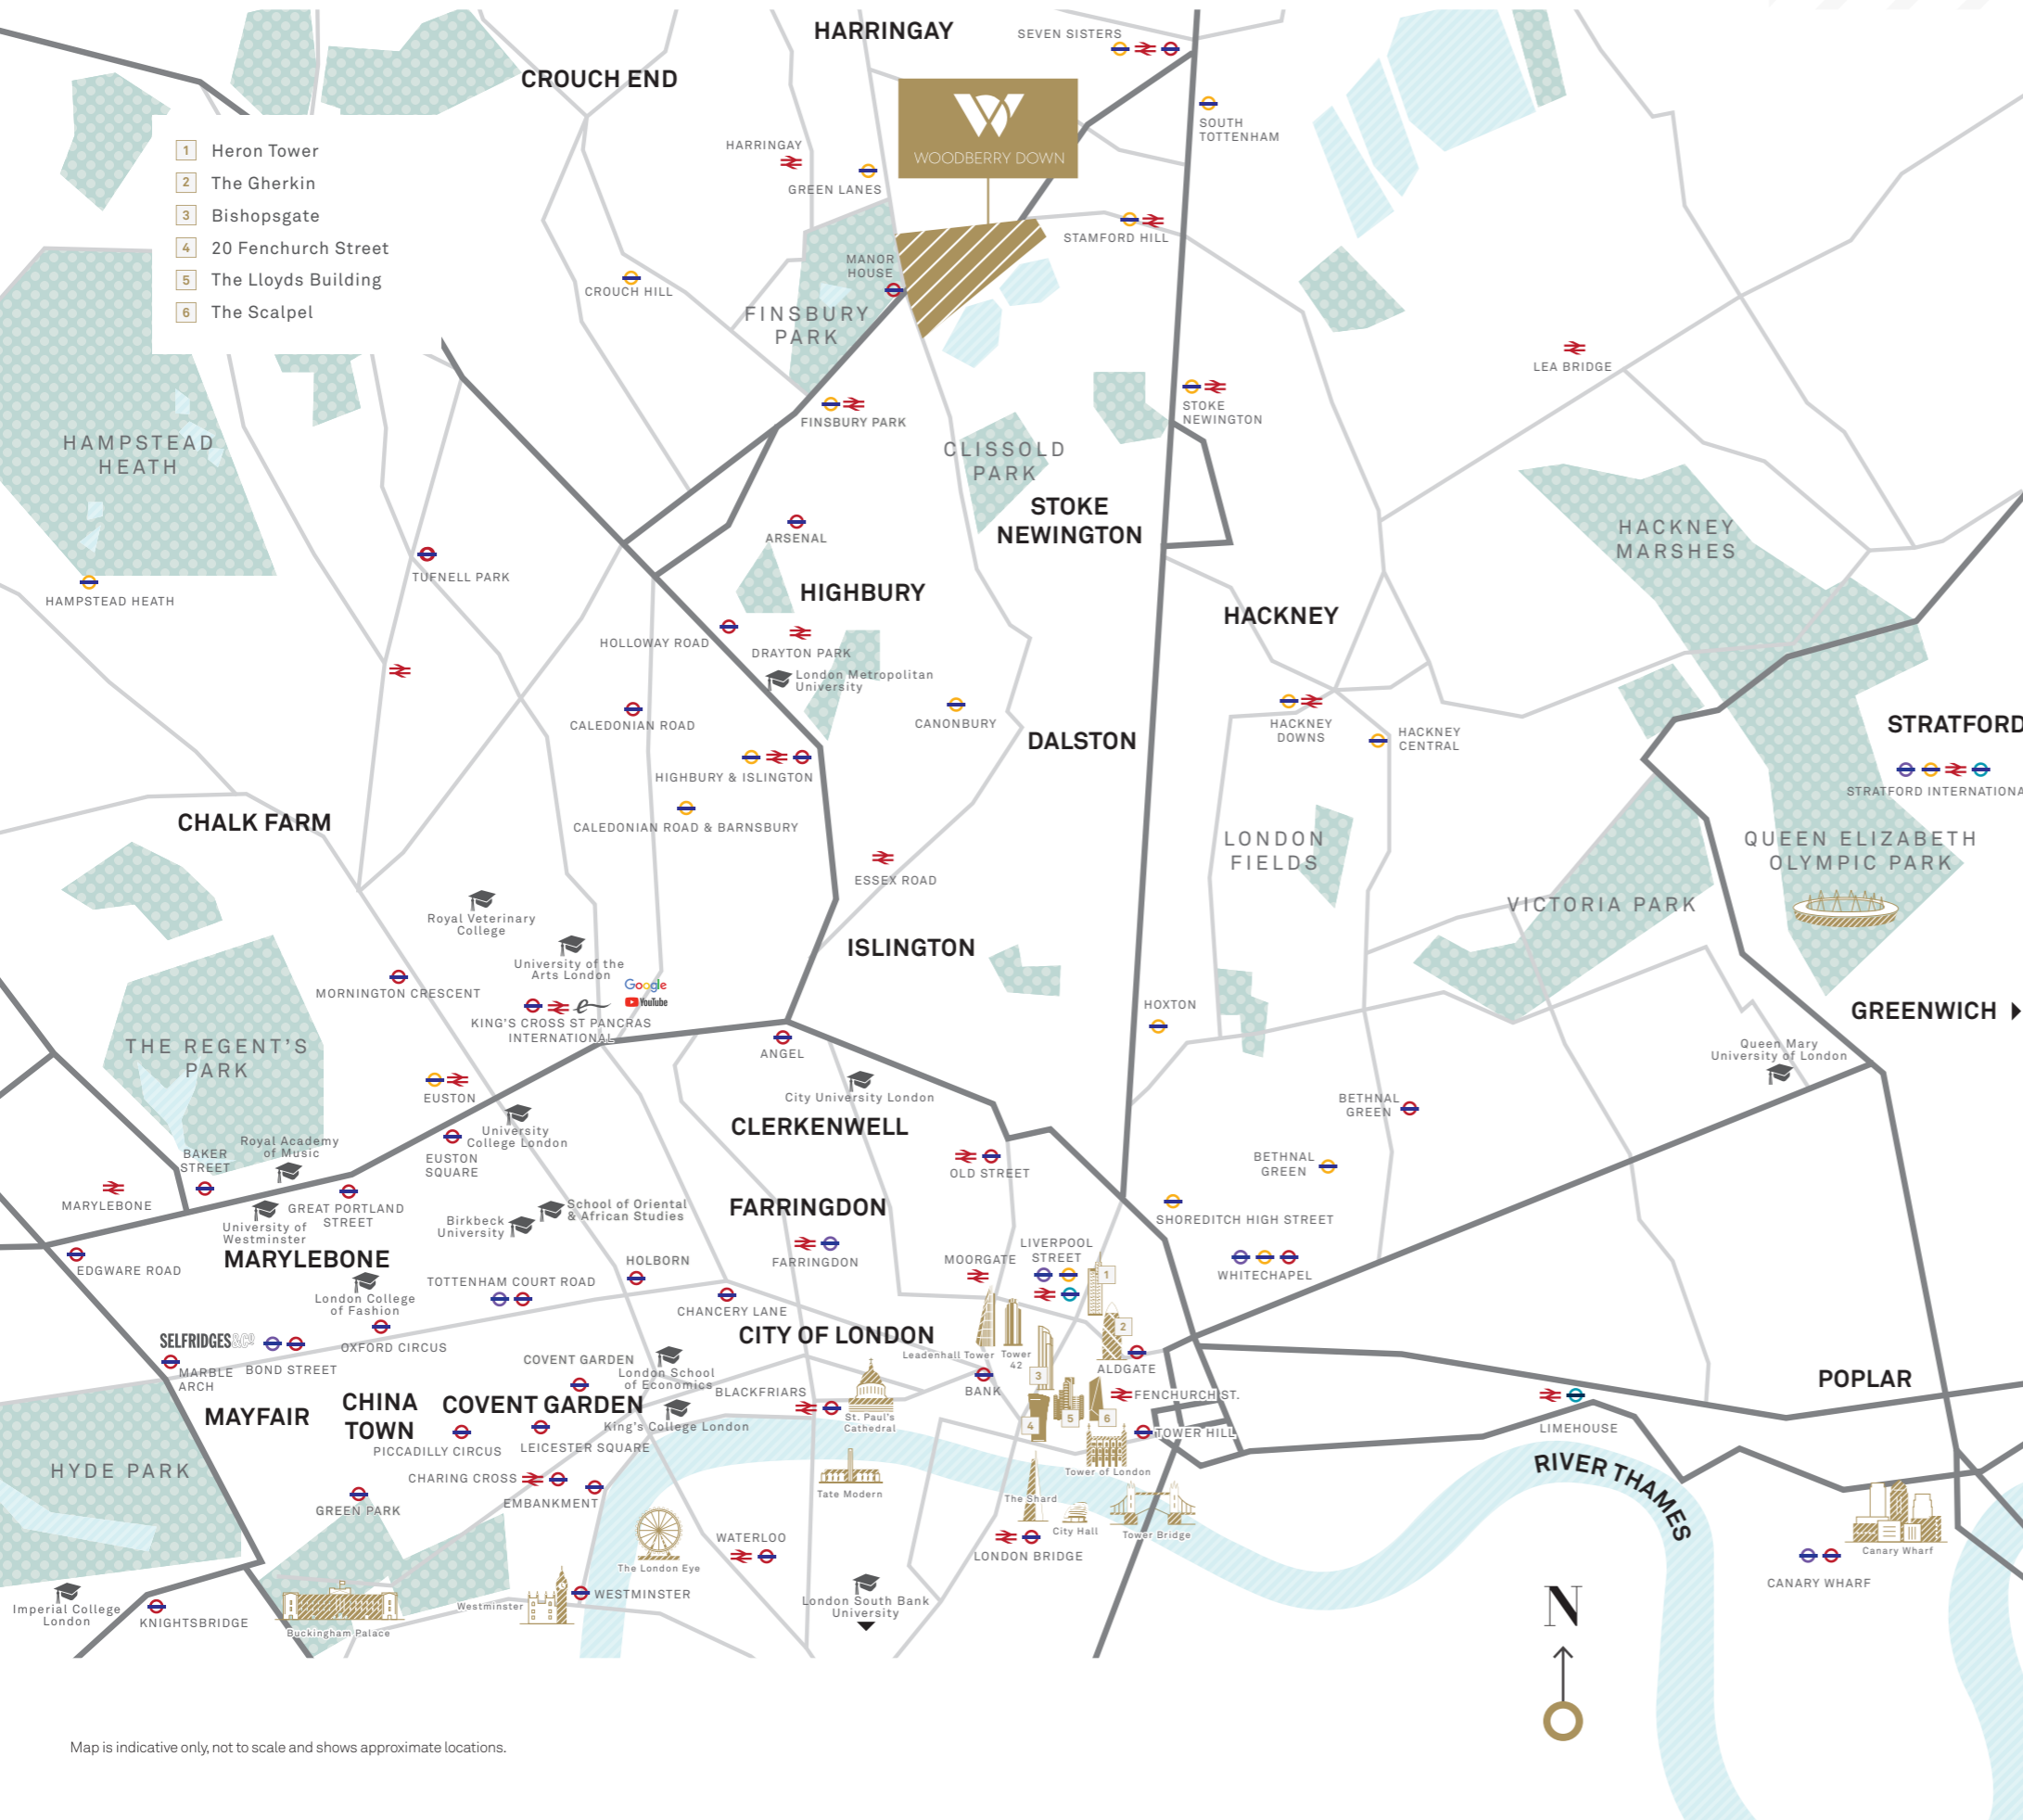 HARRINGAY
SEVEN SISTERS
CROUCH END
SOUTH
TOTTENHAM
HARRINGAY
WOODBERRY DOWN
GREEN LANES
1 Heron Tower
2 The Gherkin
3 Bishopsgate
4 20 Fenchurch Street
5 The Lloyds Building
6 The Scalpel
STAMFORD HILL
MANOR
HOUSE
CROUCH HILL
FINSBURY
PARK
LEA BRIDGE
STOKE
NEWINGTON
FINSBURY PARK
HAMPSTEAD
HEATH
CLISSOLD
PARK
STOKE
NEWINGTON
HACKNEY
MARSHES
ARSENAL
TUFNELL PARK
HAMPSTEAD HEATH
HIGHBURY
HACKNEY
HOLLOWAY ROAD
DRAYTON PARK
London Metropolitan
University
CALEDONIAN ROAD
CANONBURY
HACKNEY
DOWNS
HACKNEY
CENTRAL
STRATFORD
DALSTON
HIGHBURY & ISLINGTON
STRATFORD INTERNATIONA
CHALK FARM
CALEDONIAN ROAD & BARNSBURY
LONDON
FIELDS
QUEEN ELIZABETH
OLYMPIC PARK
ESSEX ROAD
VICTORIA PARK
Royal Veterinary
College
University of the
Arts London
ISLINGTON
MORNINGTON CRESCENT
Google
YouTube
HOXTON
GREENWICH
KING'S CROSS ST PANCRAS
INTERNATIONAL
THE REGENT'S
PARK
ANGEL
Queen Mary
University of London
EUSTON
City University London
BETHNAL
GREEN
CLERKENWELL
University
College London
Royal Academy
of Music
BAKER
STREET
EUSTON
SQUARE
OLD STREET
BETHNAL
GREEN
MARYLEBONE
GREAT PORTLAND
STREET
School of Oriental
& African Studies
FARRINGDON
Birkbeck
University
University of
Westminster
SHOREDITCH HIGH STREET
MARYLEBONE
EDGWARE ROAD
HOLBORN
FARRINGDON
MOORGATE
LIVERPOOL
STREET
WHITECHAPEL
1
TOTTENHAM COURT ROAD
London College
of Fashion
CHANCERY LANE
CITY OF LONDON
2
SELFRIDGES&CO
OXFORD CIRCUS
BOND STREET
MARBLE
ARCH
COVENT GARDEN
London School
of Economics
Leadenhall Tower
Tower
42
ALDGATE
3
BANK
POPLAR
BLACKFRIARS
FENCHURCH ST.
MAYFAIR
CHINA
TOWN
COVENT GARDEN
King's College London
St. Paul's
Cathedral
4
5
6
TOWER HILL
LIMEHOUSE
PICCADILLY CIRCUS
LEICESTER SQUARE
HYDE PARK
CHARING CROSS
EMBANKMENT
Tate Modern
Tower of London
RIVER THAMES
GREEN PARK
The Shard
City Hall
Tower Bridge
WATERLOO
LONDON BRIDGE
Canary Wharf
The London Eye
CANARY WHARF
Westminster
WESTMINSTER
London South Bank
University
Imperial College
London
KNIGHTSBRIDGE
Buckingham Palace
N
Map is indicative only, not to scale and shows approximate locations.